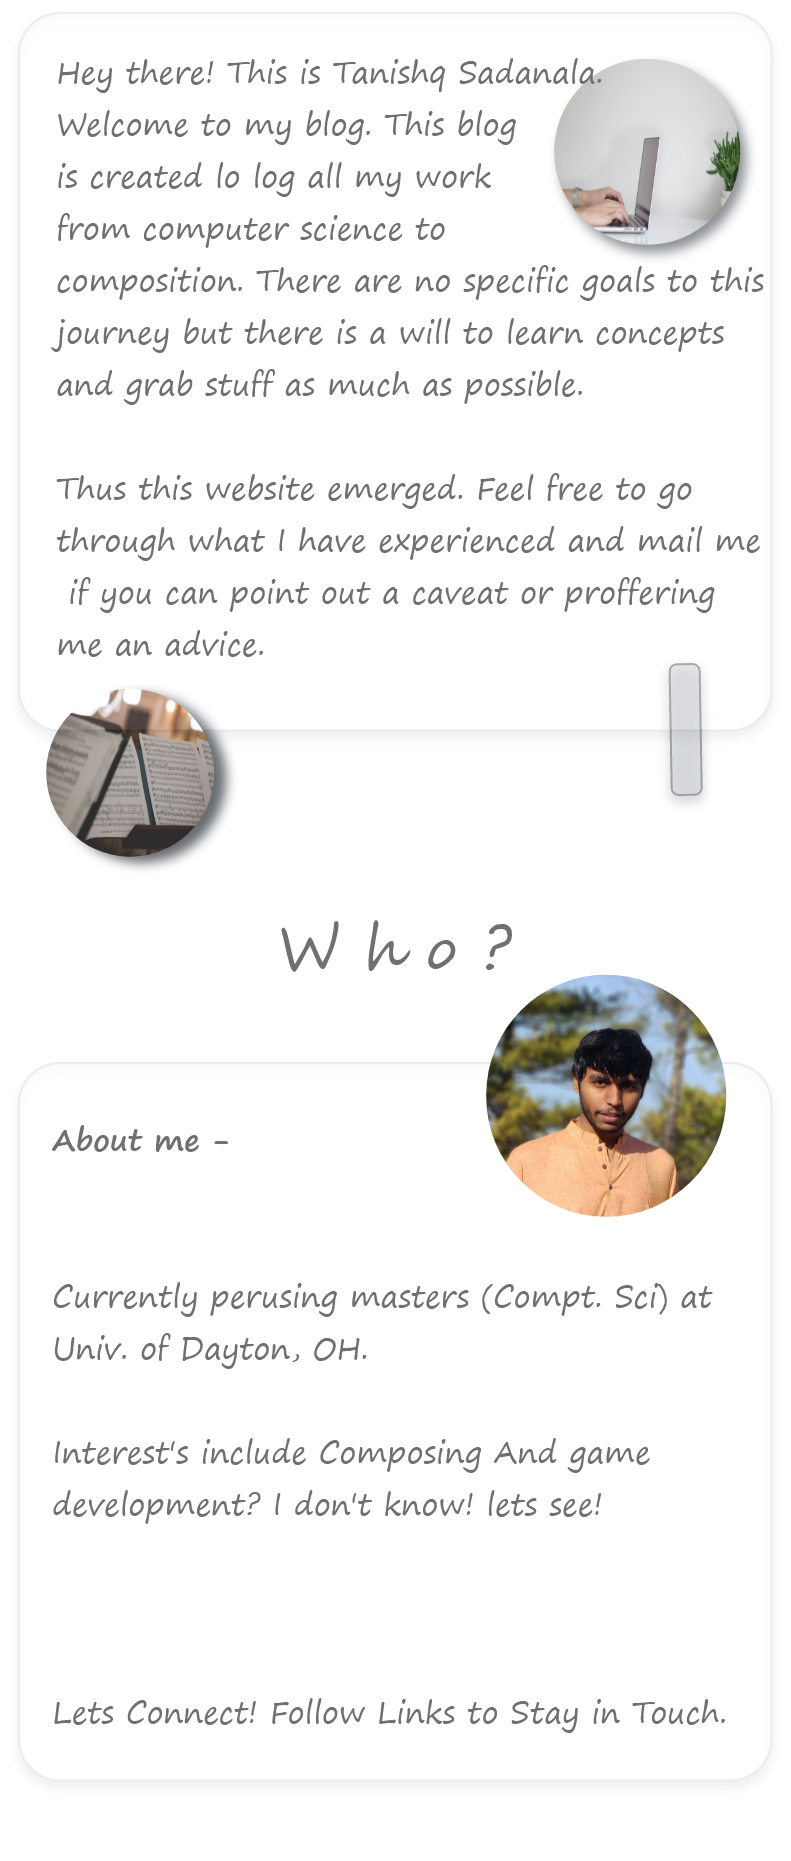 Hey there! This is Tanishq Sadanala.
Welcome to my blog. This blog
is created lo log all my work
from computer science to
composition. There are no specific goals to this
journey but there is a will to learn concepts
and grab stuff as much as possible.
Thus this website emerged. Feel free to go
through what I have experienced and mail me
if you can point out a caveat or proffering
me an advice.
Who?
About me -
Currently perusing masters (Compt. Sci) at
Univ. of Dayton, OH.
Interest's include Composing And game
development? I don't know! lets see!
Lets Connect! Follow Links to Stay in Touch.